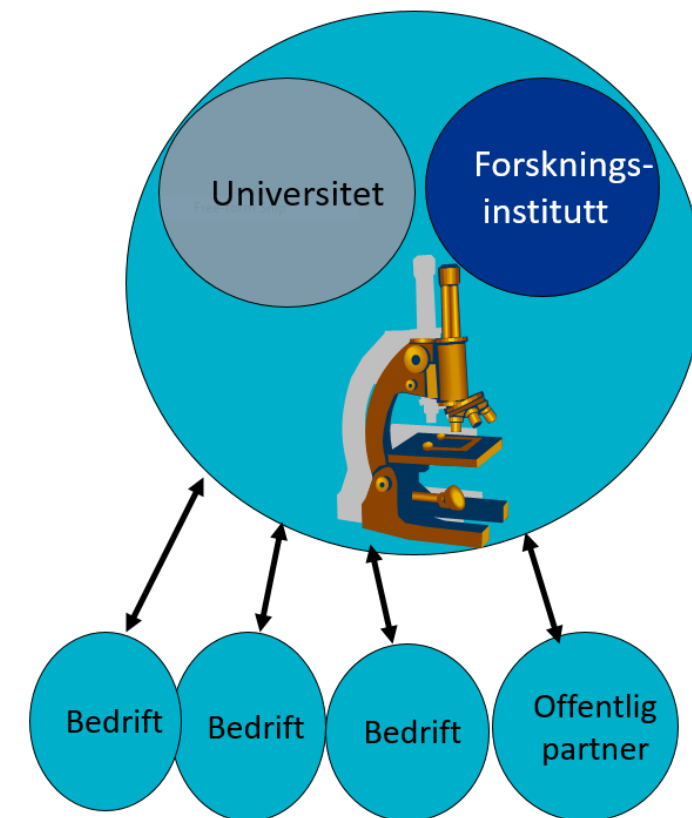 Universitet
Forsknings-
institutt
Bedrift
Bedrift
Bedrift
Offentlig
partner